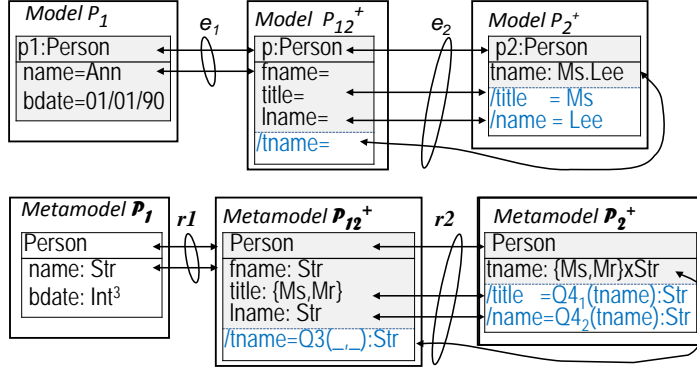 Model P1
e1
Model P12+
e2
Model P2+
p1:Person
name=Ann
bdate=01/01/90
p:Person
fname=
title=
lname=
/tname=
p2:Person
tname: Ms.Lee
/title = Ms
/name = Lee
Metamodel P1
r1
Metamodel P12+
r2
Metamodel P2+
Person
name: Str
bdate: Int³
Person
fname: Str
title: {Ms,Mr}
lname: Str
/tname=Q3(_,_):Str
Person
tname: {Ms,Mr}xStr
/title =Q4₁(tname):Str
/name=Q4₂(tname):Str